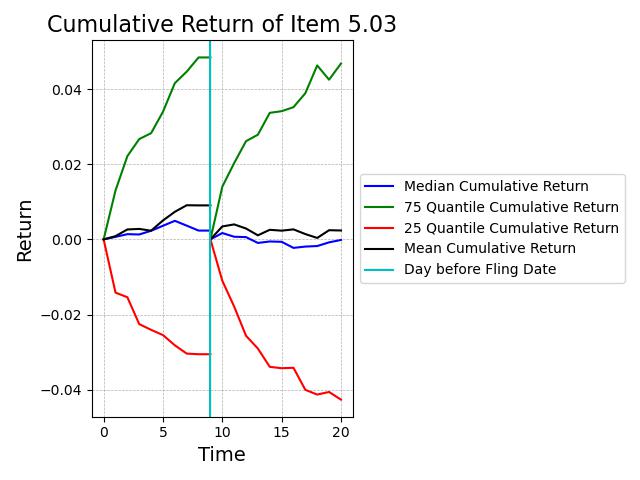 Cumulative Return of Item 5.03
Return
0.04
0.02
0.00
−0.02
−0.04
0
5
10
15
20
Time
Median Cumulative Return
75 Quantile Cumulative Return
25 Quantile Cumulative Return
Mean Cumulative Return
Day before Fling Date